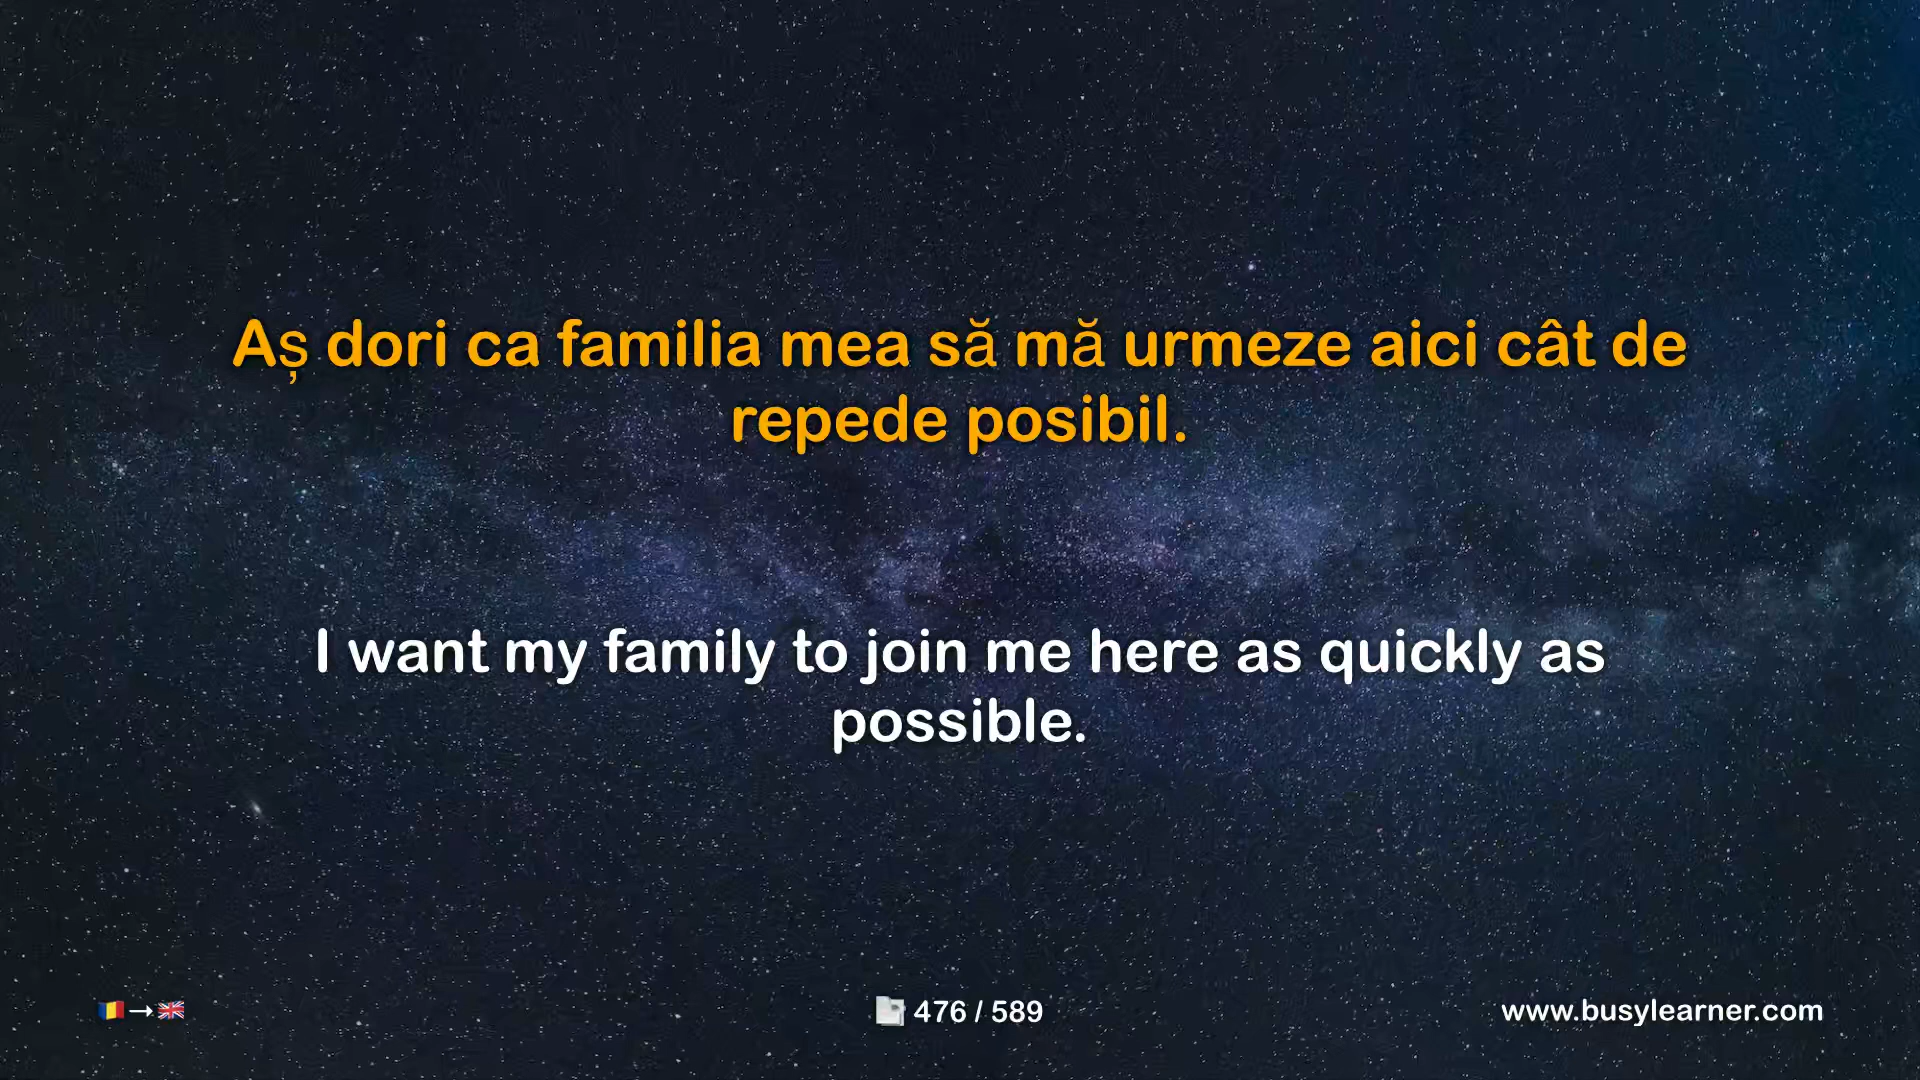 Aș dori ca familia mea să mă urmeze aici cât de
repede posibil.
I want my family to join me here as quickly as
possible.
→
476 / 589
www.busylearner.com